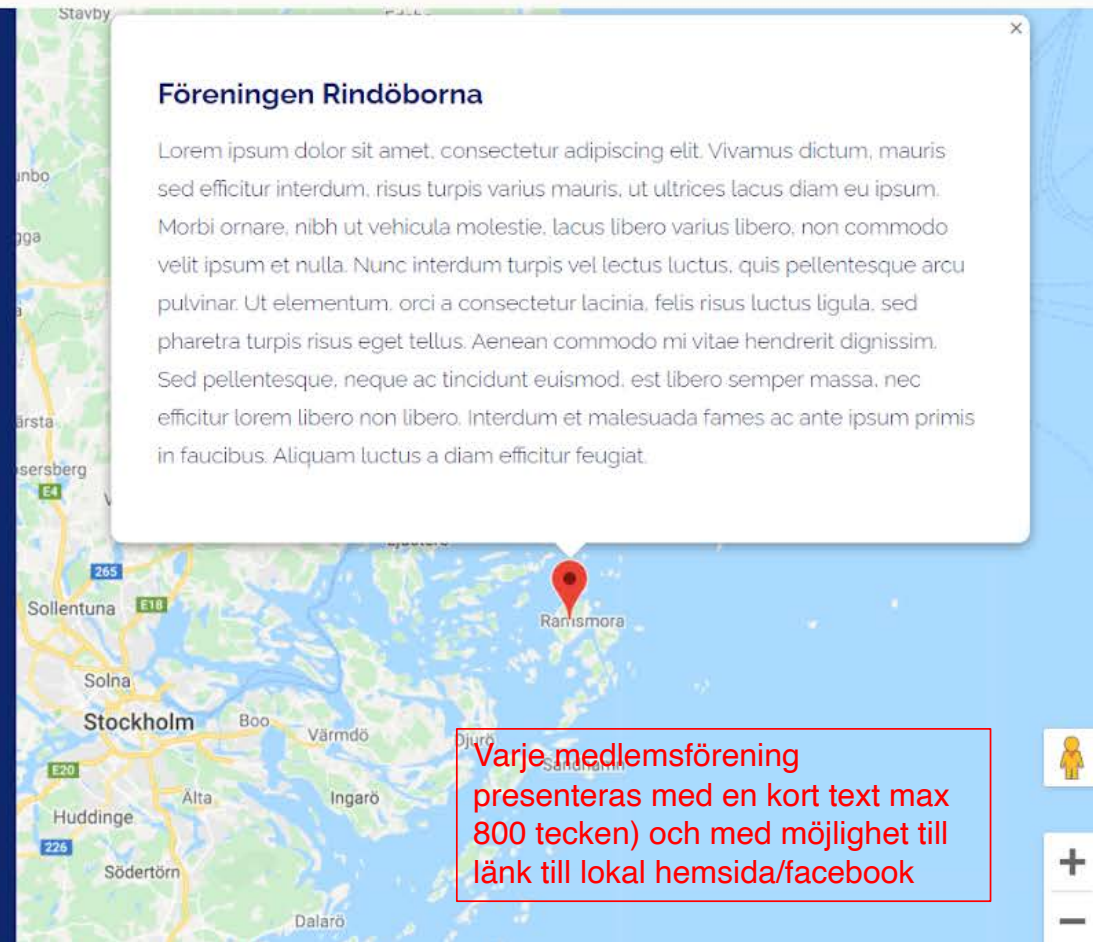 Stavby
×
Föreningen Rindöborna
Lorem ipsum dolor sit amet, consectetur adipiscing elit. Vivamus dictum, mauris
sed efficitur interdum, risus turpis varius mauris, ut ultrices lacus diam eu ipsum.
Morbi ornare, nibh ut vehicula molestie, lacus libero varius libero, non commodo
velit ipsum et nulla. Nunc interdum turpis vel lectus luctus, quis pellentesque arcu
pulvinar. Ut elementum, orci a consectetur lacinia, felis risus luctus ligula, sed
pharetra turpis risus eget tellus. Aenean commodo mi vitae hendrerit dignissim.
Sed pellentesque, neque ac tincidunt euismod, est libero semper massa, nec
efficitur lorem libero non libero. Interdum et malesuada fames ac ante ipsum primis
in faucibus. Aliquam luctus a diam efficitur feugiat.
E4
265
Sollentuna
E18
Ramsmora
Solna
Stockholm
Boo
Värmdö
Djurö
Sandhamn
E20
Älta
Ingarö
Huddinge
226
Södertörn
Dalarö
Varje medlemsförening
presenteras med en kort text max
800 tecken) och med möjlighet till
länk till lokal hemsida/facebook
+
−